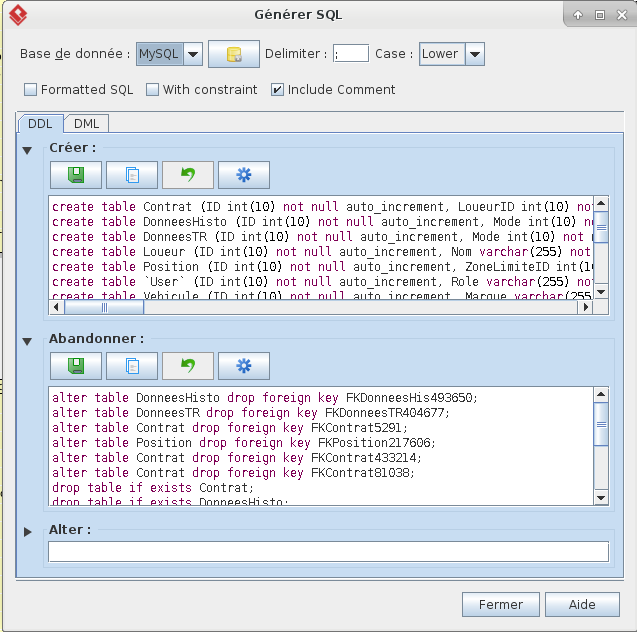 Générer SQL
Base de donnée : MySQL Delimiter : ; Case : Lower
Formatted SQL With constraint Include Comment
DDL DML
Créer :
create table Contrat (ID int(10) not null auto_increment, LoueurID int(10) not
create table DonneesHisto (ID int(10) not null auto_increment, Mode int(10) no
create table DonneesTR (ID int(10) not null auto_increment, Mode int(10) not n
create table Loueur (ID int(10) not null auto_increment, Nom varchar(255) not
create table Position (ID int(10) not null auto_increment, ZoneLimiteID int(10
create table `User` (ID int(10) not null auto_increment, Role varchar(255) not
create table Vehicule (ID int(10) not null auto_increment, Marque varchar(255
Abandonner :
alter table DonneesHisto drop foreign key FKDonneesHis493650;
alter table DonneesTR drop foreign key FKDonneesTR404677;
alter table Contrat drop foreign key FKContrat5291;
alter table Position drop foreign key FKPosition217606;
alter table Contrat drop foreign key FKContrat433214;
alter table Contrat drop foreign key FKContrat81038;
drop table if exists Contrat;
drop table if exists DonneesHisto;
Alter :
Fermer Aide